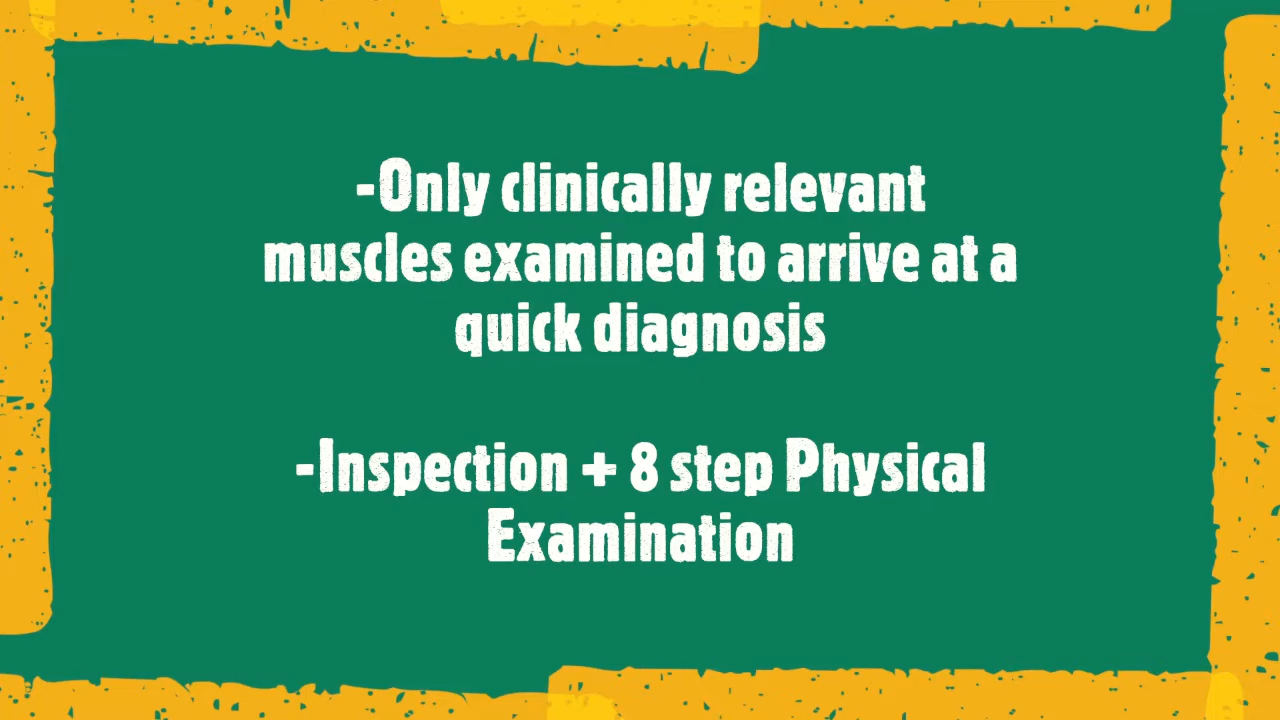 -Only clinically relevant
muscles examined to arrive at a
quick diagnosis
-Inspection + 8 step Physical
Examination